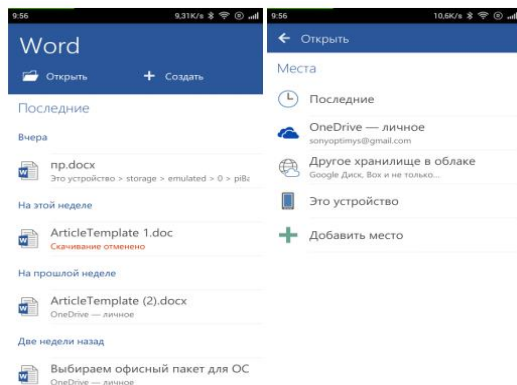 9:56
9,31K/s
Word
Открыть
Создать
Последние
Вчера
пр.docx
Это устройство > storage > emulated > 0 > piBa
На этой неделе
ArticleTemplate 1.doc
Скачивание отменено
На прошлой неделе
ArticleTemplate (2).docx
OneDrive — личное
Две недели назад
Выбираем офисный пакет для ОС
OneDrive — личное
9:56
10,6K/s
Открыть
Места
Последние
OneDrive — личное
sonyoptimys@gmail.com
Другое хранилище в облаке
Google Диск, Box и не только...
Это устройство
Добавить место